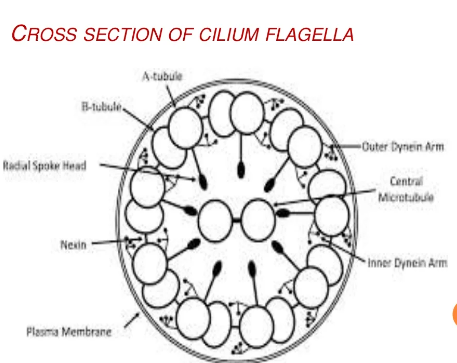 CROSS SECTION OF CILIUM FLAGELLA
A-tubule
B-tubule
Outer Dynein Arm
Radial Spoke Head
Central
Microtubule
Nexin
Inner Dynein Arm
Plasma Membrane